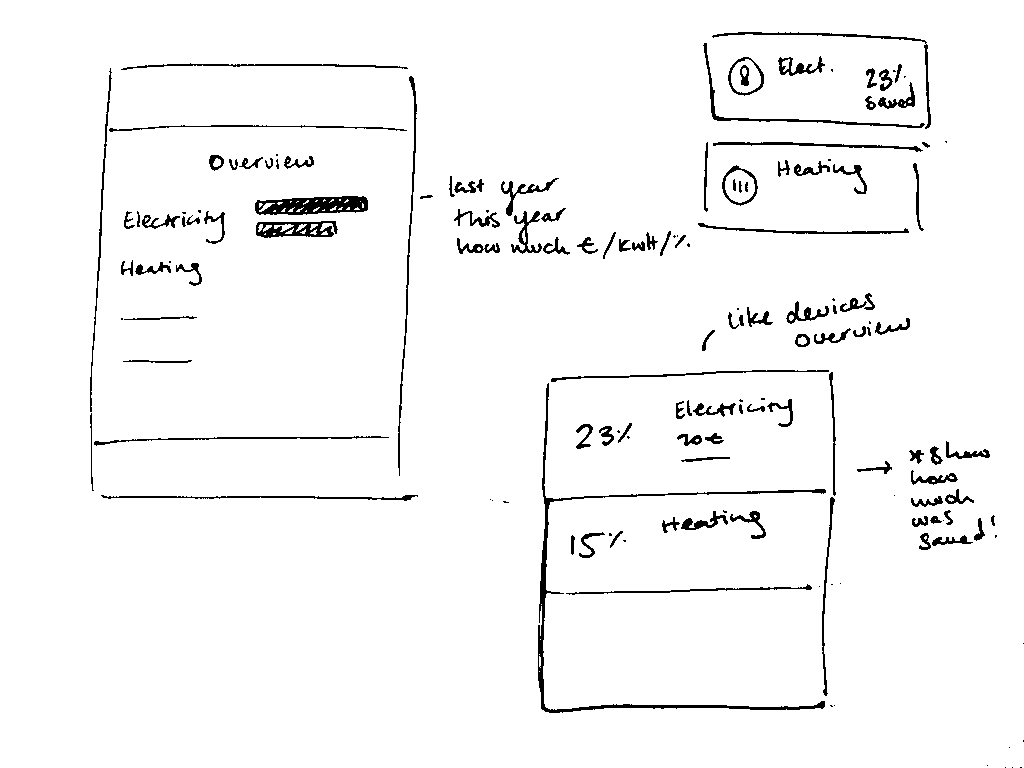 Overview
Electricity
Heating
- last year
this year
how much €/kwH/%.
Elect.
23%
saved
Heating
like devices
overview
23%
Electricity
20€
15%
Heating
→ * show
how
much
was
saved!